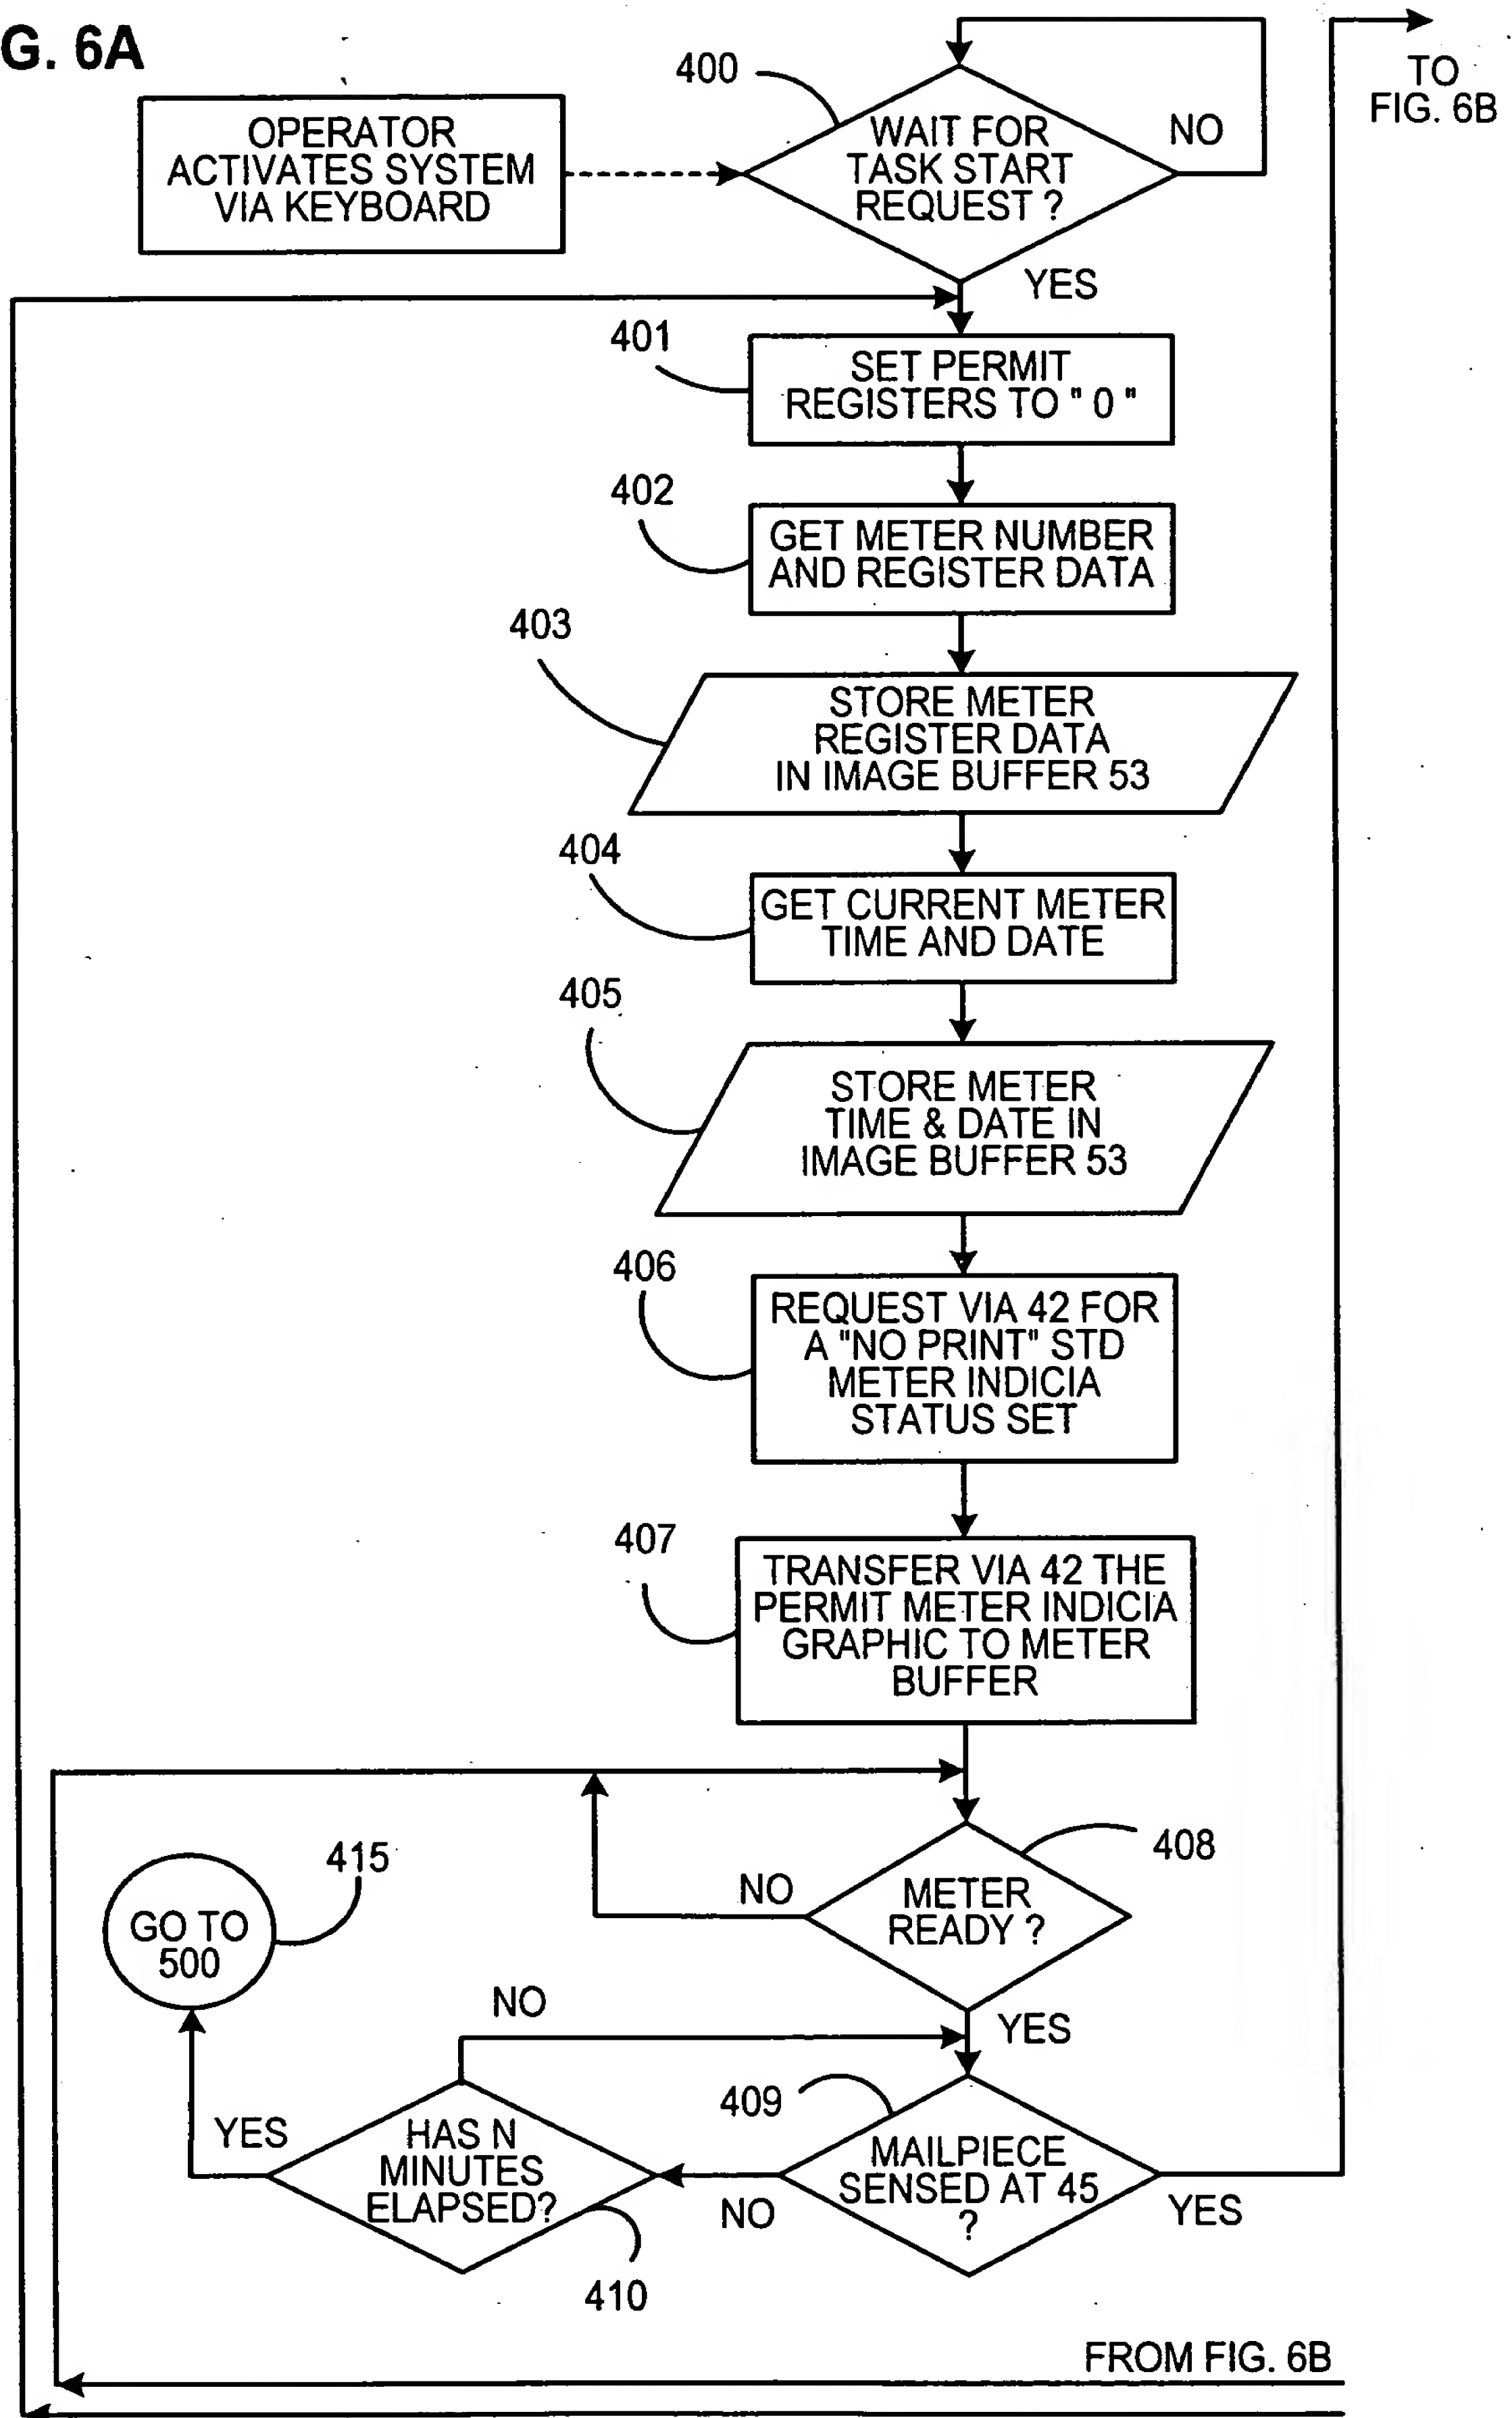 G. 6A
TO
FIG. 6B
400
OPERATOR
ACTIVATES SYSTEM
VIA KEYBOARD
WAIT FOR
TASK START
REQUEST ?
NO
YES
401
SET PERMIT
REGISTERS TO " 0 "
402
GET METER NUMBER
AND REGISTER DATA
403
STORE METER
REGISTER DATA
IN IMAGE BUFFER 53
404
GET CURRENT METER
TIME AND DATE
405
STORE METER
TIME & DATE IN
IMAGE BUFFER 53
406
REQUEST VIA 42 FOR
A "NO PRINT" STD
METER INDICIA
STATUS SET
407
TRANSFER VIA 42 THE
PERMIT METER INDICIA
GRAPHIC TO METER
BUFFER
408
METER
READY ?
NO
YES
415
GO TO
500
NO
YES
HAS N
MINUTES
ELAPSED?
410
409
MAILPIECE
SENSED AT 45
?
NO
YES
FROM FIG. 6B